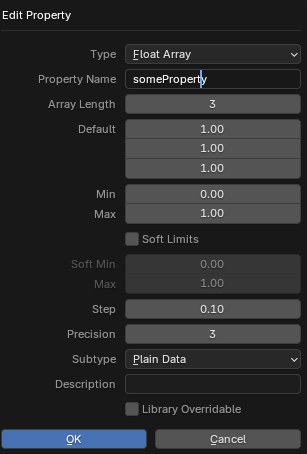 Edit Property
Type Float Array
Property Name someProperty
Array Length 3
Default 1.00
1.00
1.00
Min 0.00
Max 1.00
Soft Limits
Soft Min 0.00
Max 1.00
Step 0.10
Precision 3
Subtype Plain Data
Description
Library Overridable
OK Cancel